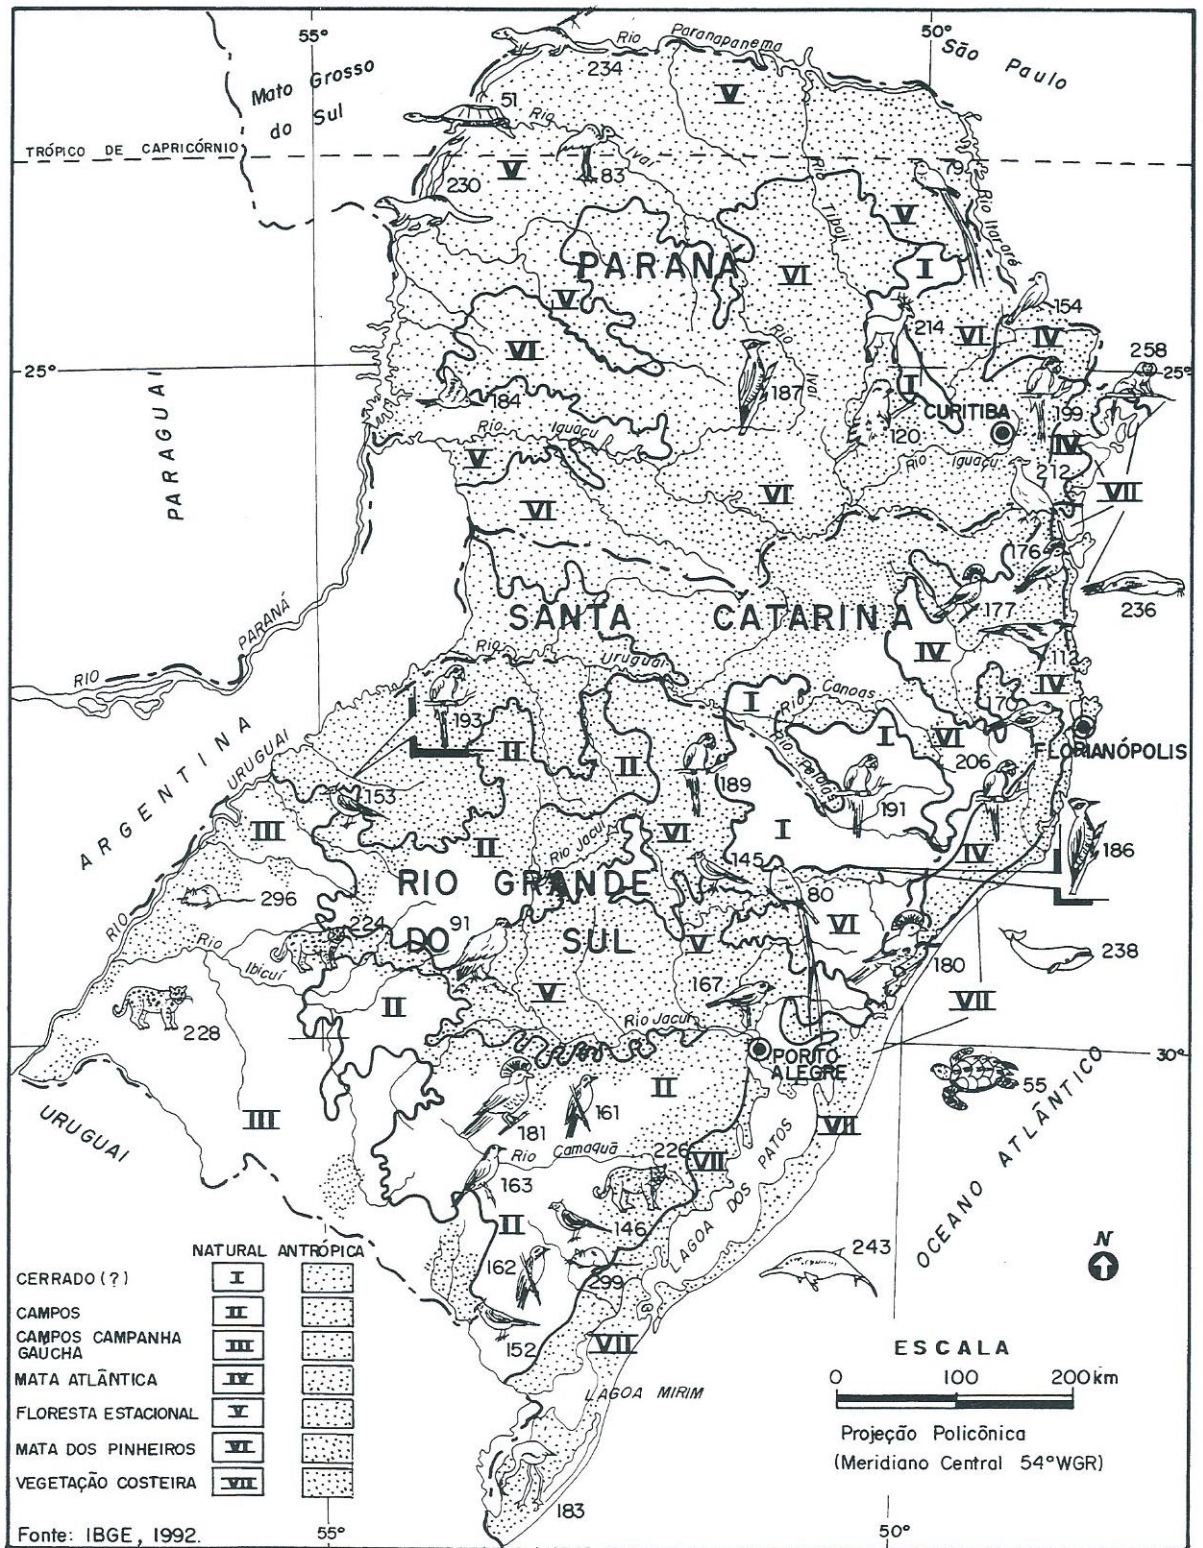 55°
50°
Rio Paranapanema
São Paulo
Mato Grosso
do Sul
234
V
51
Rio Ivaí
TRÓPICO DE CAPRICÓRNIO
V
83
79
230
Rio Tibaji
V
Rio Itararé
PARANÁ
VI
I
V
154
214
VI
IV
258
VI
25°
25°
187
Rio Ivaí
I
199
184
CURITIBA
120
PARAGUAI
Rio Iguaçu
Rio Iguaçu
IV
V
212
VII
VI
VI
176
236
177
SANTA CATARINA
PARANÁ
RIO
IV
112
Rio Uruguai
IV
Canoas
I
Rio
193
I
VI
FLORIANÓPOLIS
II
II
206
ARGENTINA
URUGUAI
189
Rio Pelotas
153
191
III
I
II
Rio Jacuí
VI
IV
186
145
RIO GRANDE
80
296
224
91
DO SUL
VI
RIO
Rio Ibicuí
V
180
238
II
167
VII
228
V
Rio Jacuí
30°
PORTO
ALEGRE
55
II
URUGUAI
III
181
161
VII
Rio Camaquã
226
VII
163
LAGOA DOS PATOS
OCEANO ATLÂNTICO
II
146
N
NATURAL ANTRÓPICA
243
162
299
CERRADO (?) I
CAMPOS II
152
VII
ESCALA
CAMPOS CAMPANHA
GAÚCHA III
0 100 200 km
MATA ATLÂNTICA IV
LAGOA MIRIM
FLORESTA ESTACIONAL V
Projeção Policônica
MATA DOS PINHEIROS VI
(Meridiano Central 54° WGR)
VEGETAÇÃO COSTEIRA VII
183
Fonte: IBGE, 1992.
55°
50°